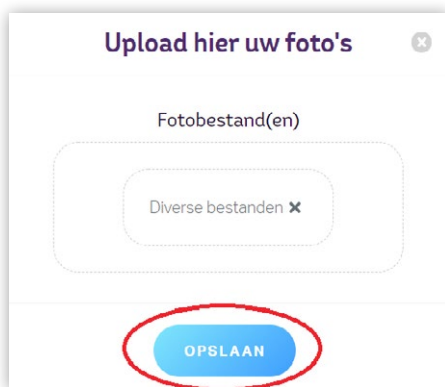 Upload hier uw foto's
Fotobestand(en)
Diverse bestanden
OPSLAAN